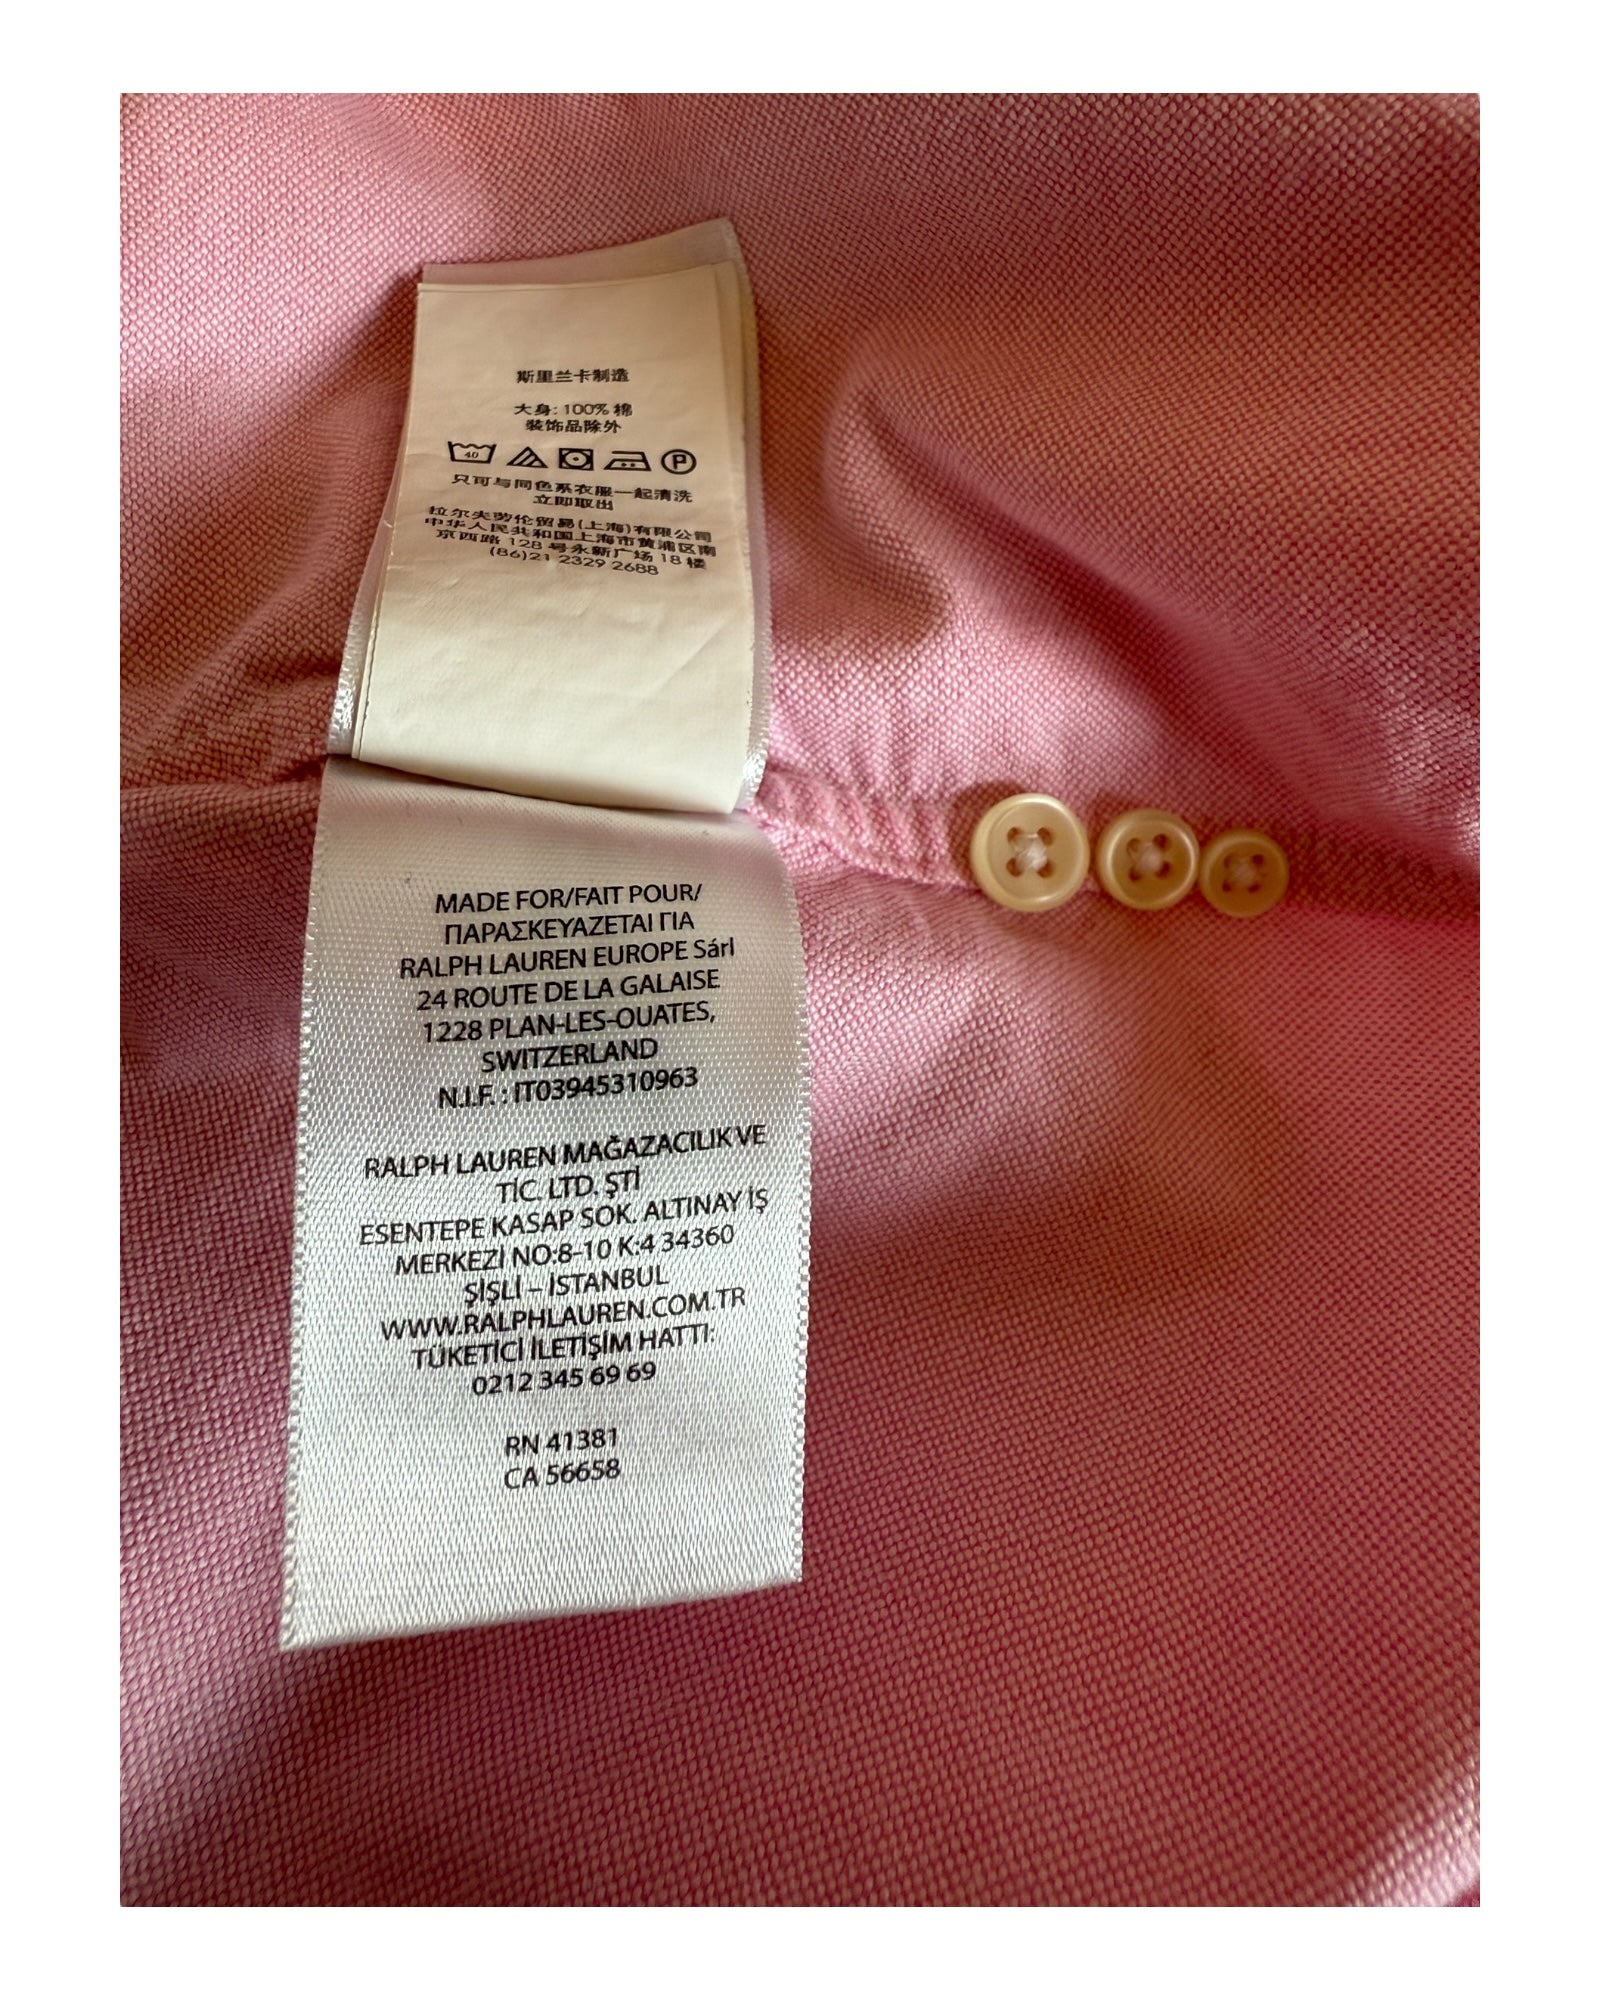 斯里兰卡制造
大身: 100% 棉
装饰品除外
40 P
只可与同色系衣服一起清洗
立即取出
拉尔夫劳伦贸易(上海)有限公司
中华人民共和国上海市黄浦区南
京西路 128 号永新广场 18 楼
(86)21 2329 2688
MADE FOR/FAIT POUR/
ΠΑΡΑΣΚΕΥΑΖΕΤΑΙ ΓΙΑ
RALPH LAUREN EUROPE Sárl
24 ROUTE DE LA GALAISE
1228 PLAN-LES-OUATES,
SWITZERLAND
N.I.F. : IT03945310963
RALPH LAUREN MAĞAZACILIK VE
TİC. LTD. ŞTİ
ESENTEPE KASAP SOK. ALTINAY İŞ
MERKEZİ NO:8-10 K:4 34360
ŞİŞLİ – İSTANBUL
WWW.RALPHLAUREN.COM.TR
TÜKETİCİ İLETİŞİM HATTI:
0212 345 69 69
RN 41381
CA 56658